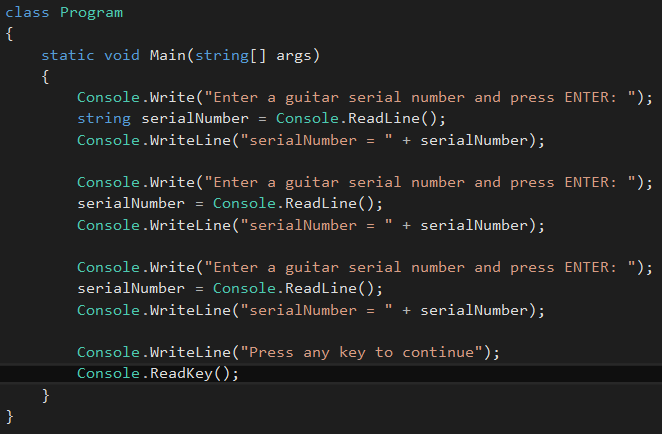 class Program
{
    static void Main(string[] args)
    {
        Console.Write("Enter a guitar serial number and press ENTER: ");
        string serialNumber = Console.ReadLine();
        Console.WriteLine("serialNumber = " + serialNumber);

        Console.Write("Enter a guitar serial number and press ENTER: ");
        serialNumber = Console.ReadLine();
        Console.WriteLine("serialNumber = " + serialNumber);

        Console.Write("Enter a guitar serial number and press ENTER: ");
        serialNumber = Console.ReadLine();
        Console.WriteLine("serialNumber = " + serialNumber);

        Console.WriteLine("Press any key to continue");
        Console.ReadKey();
    }
}